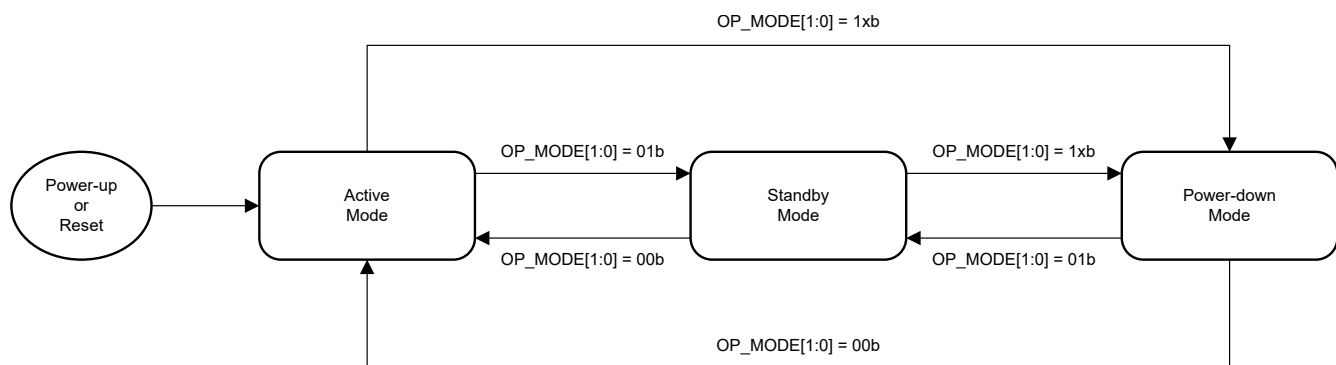 OP_MODE[1:0] = 1xb
OP_MODE[1:0] = 01b
OP_MODE[1:0] = 1xb
Power-up
or
Reset
Active
Mode
Standby
Mode
Power-down
Mode
OP_MODE[1:0] = 00b
OP_MODE[1:0] = 01b
OP_MODE[1:0] = 00b